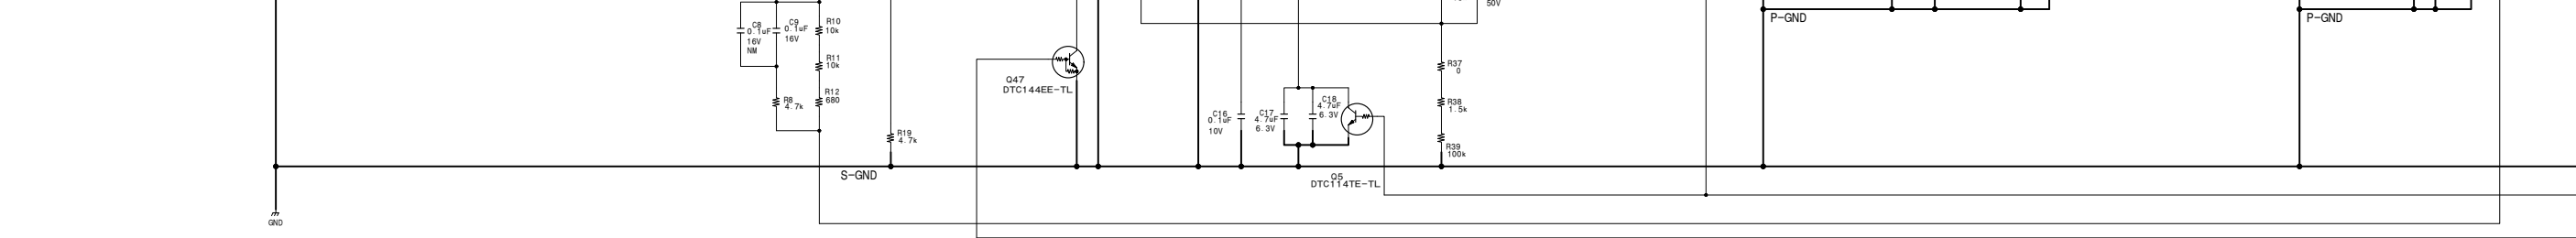 50V
P-GND
P-GND
C8
0.1uF
16V
NM
C9
0.1uF
16V
R10
10k
R11
10k
R8
4.7k
R12
680
R19
4.7k
Q47
DTC144EE-TL
C16
0.1uF
10V
C17
4.7uF
6.3V
C18
4.7uF
6.3V
R37
0
R38
1.5k
R39
100k
S-GND
Q5
DTC114TE-TL
GND